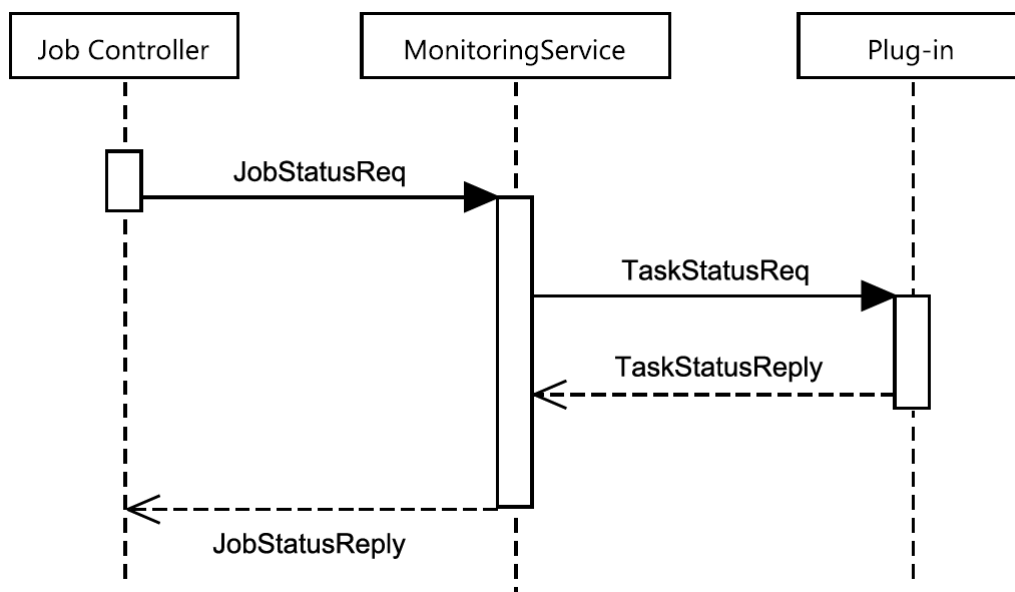 Job Controller
MonitoringService
Plug-in
JobStatusReq
TaskStatusReq
TaskStatusReply
JobStatusReply